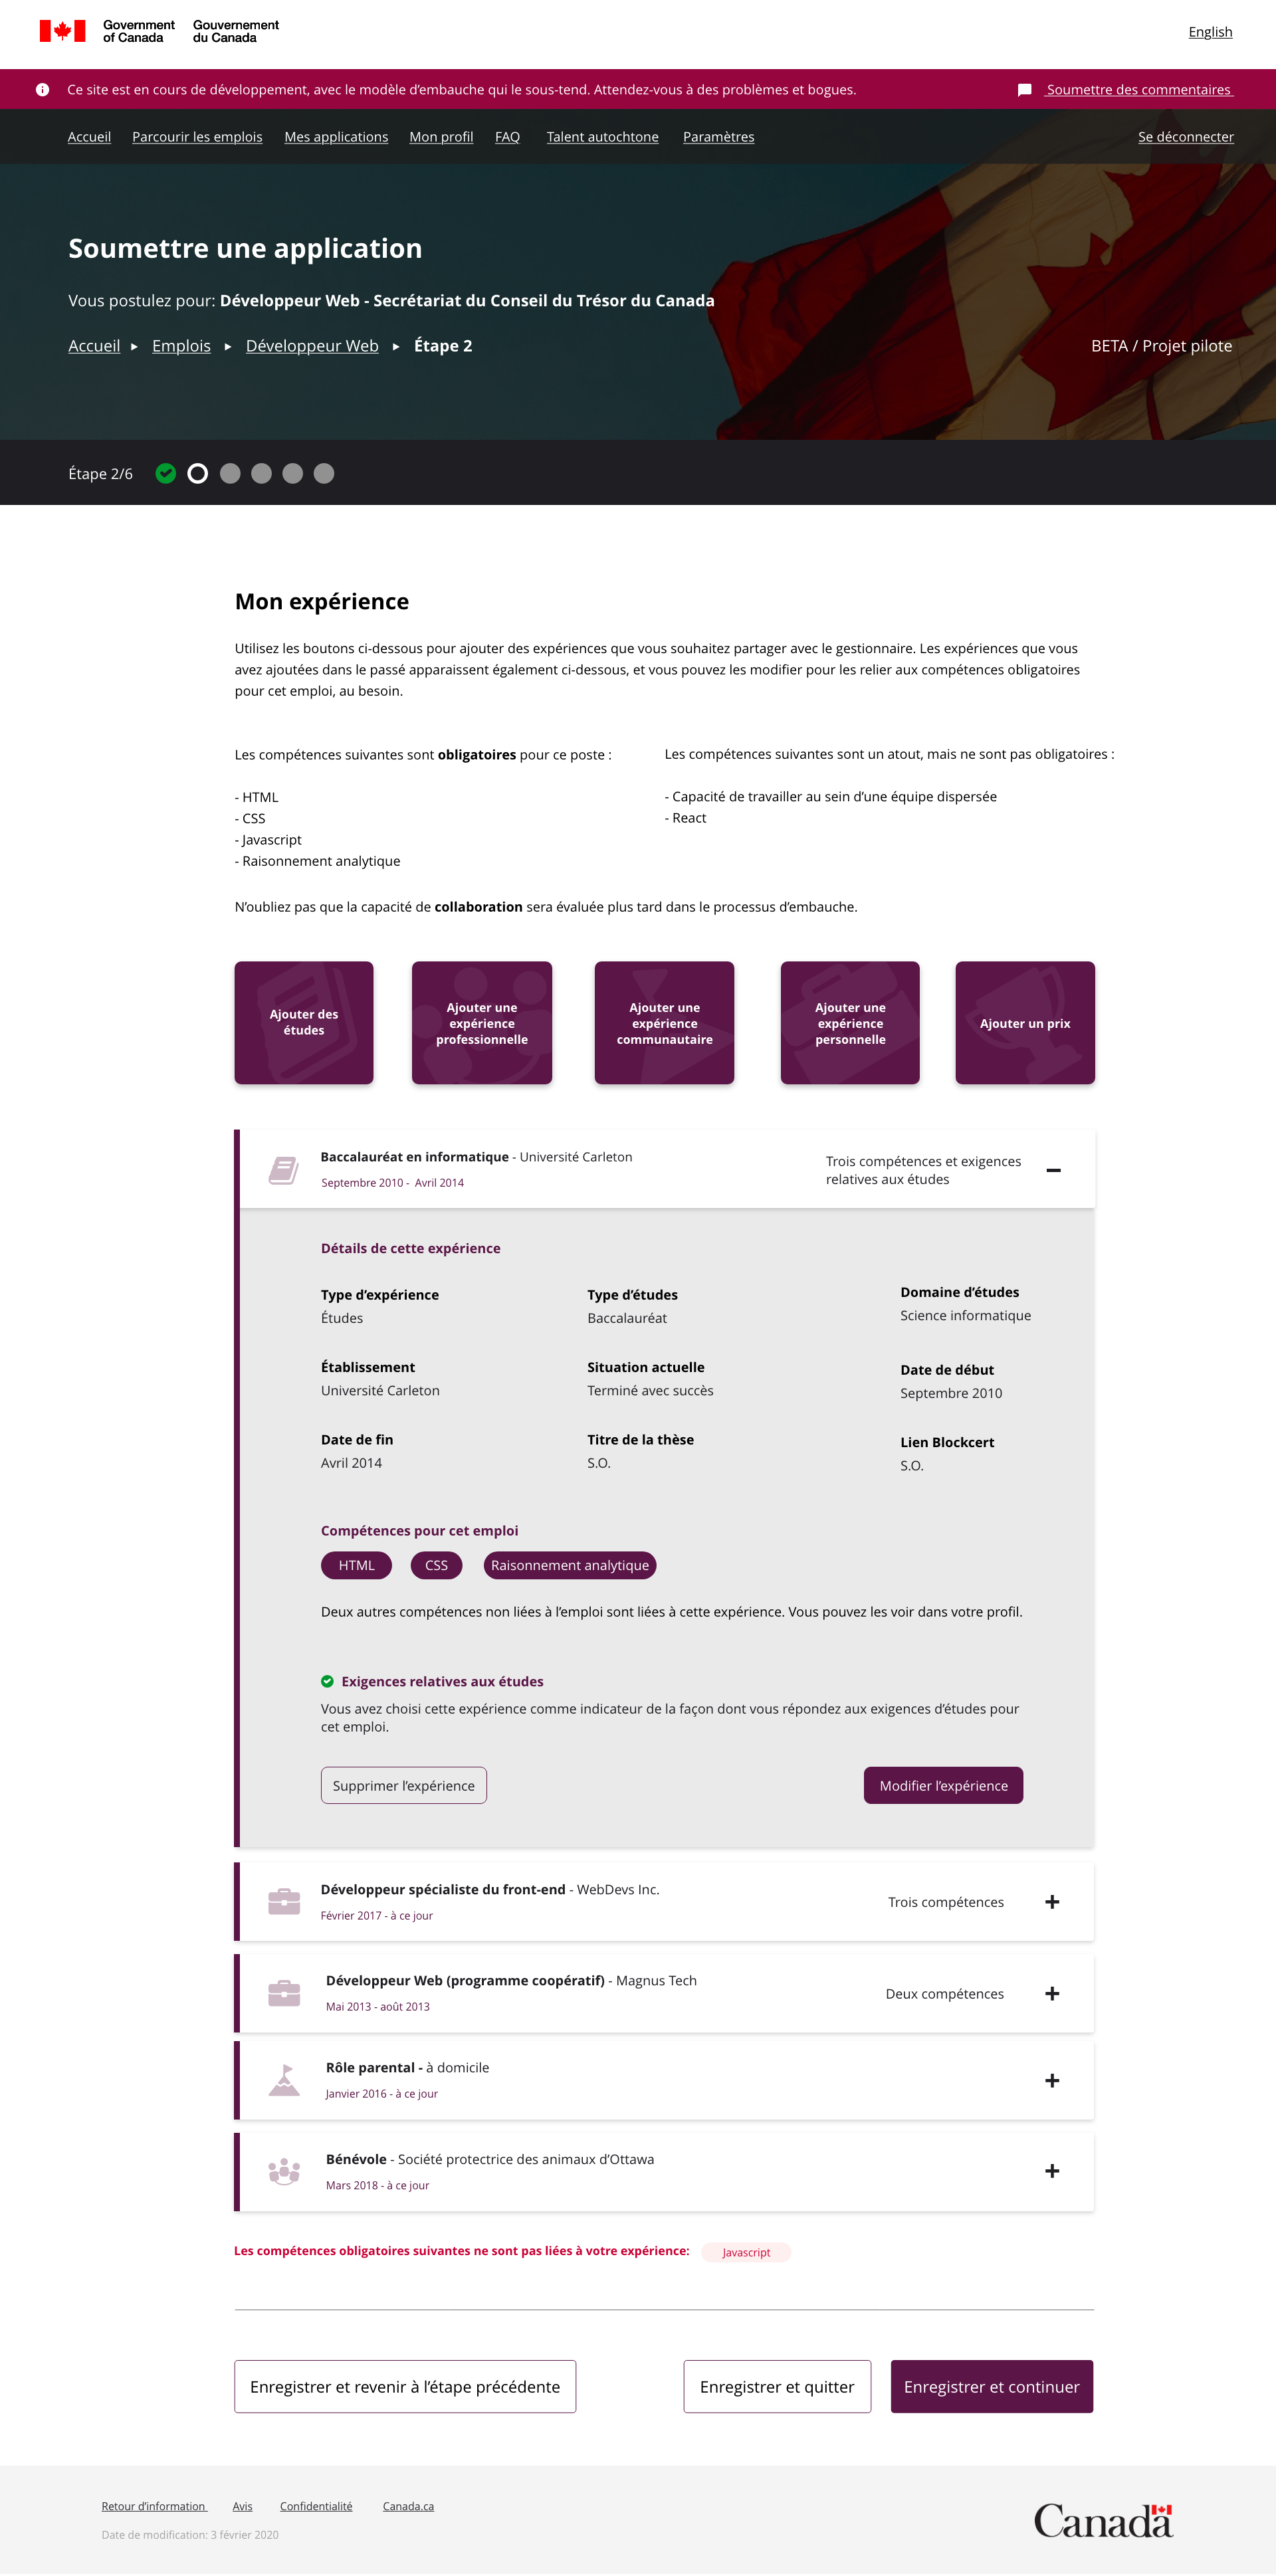 Government of Canada
Gouvernement du Canada
English
Ce site est en cours de développement, avec le modèle d’embauche qui le sous-tend. Attendez-vous à des problèmes et bogues.
Soumettre des commentaires
Accueil Parcourir les emplois Mes applications Mon profil FAQ Talent autochtone Paramètres Se déconnecter
Soumettre une application
Vous postulez pour: Développeur Web - Secrétariat du Conseil du Trésor du Canada
Accueil ▸ Emplois ▸ Développeur Web ▸ Étape 2
BETA / Projet pilote
Étape 2/6
Mon expérience
Utilisez les boutons ci-dessous pour ajouter des expériences que vous souhaitez partager avec le gestionnaire. Les expériences que vous
avez ajoutées dans le passé apparaissent également ci-dessous, et vous pouvez les modifier pour les relier aux compétences obligatoires
pour cet emploi, au besoin.
Les compétences suivantes sont obligatoires pour ce poste :
- HTML
- CSS
- Javascript
- Raisonnement analytique
Les compétences suivantes sont un atout, mais ne sont pas obligatoires :
- Capacité de travailler au sein d’une équipe dispersée
- React
N’oubliez pas que la capacité de collaboration sera évaluée plus tard dans le processus d’embauche.
Ajouter des
études
Ajouter une
expérience
professionnelle
Ajouter une
expérience
communautaire
Ajouter une
expérience
personnelle
Ajouter un prix
Baccalauréat en informatique - Université Carleton
Septembre 2010 - Avril 2014
Trois compétences et exigences
relatives aux études
Détails de cette expérience
Type d’expérience
Études
Type d’études
Baccalauréat
Domaine d’études
Science informatique
Établissement
Université Carleton
Situation actuelle
Terminé avec succès
Date de début
Septembre 2010
Date de fin
Avril 2014
Titre de la thèse
S.O.
Lien Blockcert
S.O.
Compétences pour cet emploi
HTML CSS Raisonnement analytique
Deux autres compétences non liées à l’emploi sont liées à cette expérience. Vous pouvez les voir dans votre profil.
Exigences relatives aux études
Vous avez choisi cette expérience comme indicateur de la façon dont vous répondez aux exigences d’études pour
cet emploi.
Supprimer l’expérience
Modifier l’expérience
Développeur spécialiste du front-end - WebDevs Inc.
Février 2017 - à ce jour
Trois compétences
Développeur Web (programme coopératif) - Magnus Tech
Mai 2013 - août 2013
Deux compétences
Rôle parental - à domicile
Janvier 2016 - à ce jour
Bénévole - Société protectrice des animaux d’Ottawa
Mars 2018 - à ce jour
Les compétences obligatoires suivantes ne sont pas liées à votre expérience: Javascript
Enregistrer et revenir à l’étape précédente
Enregistrer et quitter
Enregistrer et continuer
Retour d’information Avis Confidentialité Canada.ca
Date de modification: 3 février 2020
Canada